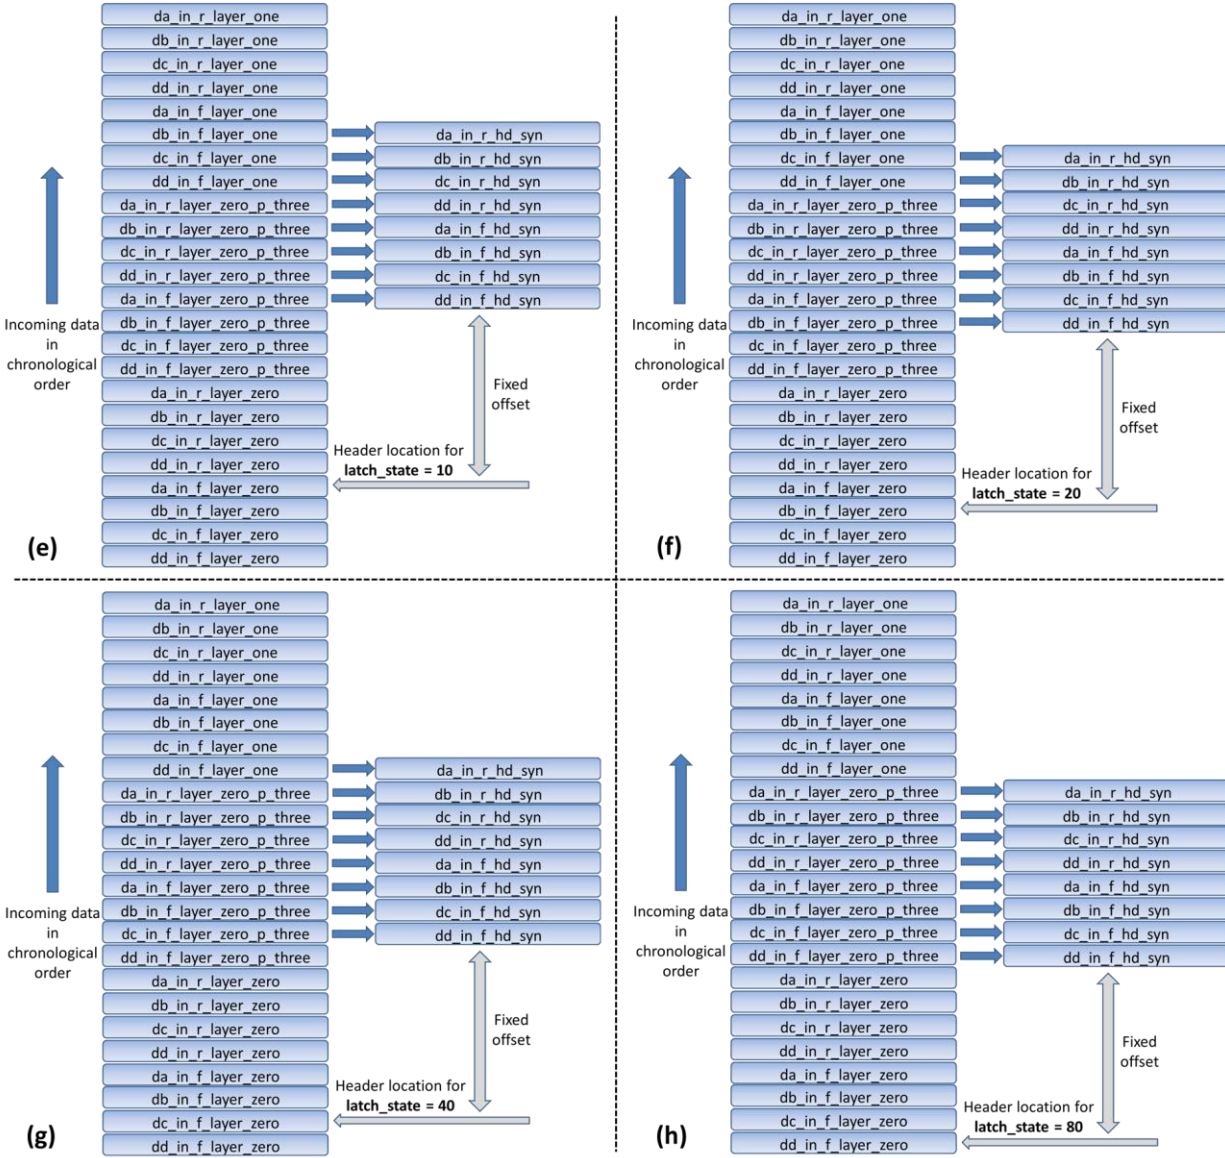 da_in_r_layer_one
db_in_r_layer_one
dc_in_r_layer_one
dd_in_r_layer_one
da_in_f_layer_one
db_in_f_layer_one
dc_in_f_layer_one
dd_in_f_layer_one
da_in_r_layer_zero_p_three
db_in_r_layer_zero_p_three
dc_in_r_layer_zero_p_three
dd_in_r_layer_zero_p_three
da_in_f_layer_zero_p_three
db_in_f_layer_zero_p_three
dc_in_f_layer_zero_p_three
dd_in_f_layer_zero_p_three
da_in_r_layer_zero
db_in_r_layer_zero
dc_in_r_layer_zero
dd_in_r_layer_zero
da_in_f_layer_zero
db_in_f_layer_zero
dc_in_f_layer_zero
dd_in_f_layer_zero
da_in_r_hd_syn
db_in_r_hd_syn
dc_in_r_hd_syn
dd_in_r_hd_syn
da_in_f_hd_syn
db_in_f_hd_syn
dc_in_f_hd_syn
dd_in_f_hd_syn
Incoming data
in
chronological
order
Fixed
offset
Header location for
latch_state = 10
(e)
da_in_r_layer_one
db_in_r_layer_one
dc_in_r_layer_one
dd_in_r_layer_one
da_in_f_layer_one
db_in_f_layer_one
dc_in_f_layer_one
dd_in_f_layer_one
da_in_r_layer_zero_p_three
db_in_r_layer_zero_p_three
dc_in_r_layer_zero_p_three
dd_in_r_layer_zero_p_three
da_in_f_layer_zero_p_three
db_in_f_layer_zero_p_three
dc_in_f_layer_zero_p_three
dd_in_f_layer_zero_p_three
da_in_r_layer_zero
db_in_r_layer_zero
dc_in_r_layer_zero
dd_in_r_layer_zero
da_in_f_layer_zero
db_in_f_layer_zero
dc_in_f_layer_zero
dd_in_f_layer_zero
da_in_r_hd_syn
db_in_r_hd_syn
dc_in_r_hd_syn
dd_in_r_hd_syn
da_in_f_hd_syn
db_in_f_hd_syn
dc_in_f_hd_syn
dd_in_f_hd_syn
Incoming data
in
chronological
order
Fixed
offset
Header location for
latch_state = 20
(f)
da_in_r_layer_one
db_in_r_layer_one
dc_in_r_layer_one
dd_in_r_layer_one
da_in_f_layer_one
db_in_f_layer_one
dc_in_f_layer_one
dd_in_f_layer_one
da_in_r_layer_zero_p_three
db_in_r_layer_zero_p_three
dc_in_r_layer_zero_p_three
dd_in_r_layer_zero_p_three
da_in_f_layer_zero_p_three
db_in_f_layer_zero_p_three
dc_in_f_layer_zero_p_three
dd_in_f_layer_zero_p_three
da_in_r_layer_zero
db_in_r_layer_zero
dc_in_r_layer_zero
dd_in_r_layer_zero
da_in_f_layer_zero
db_in_f_layer_zero
dc_in_f_layer_zero
dd_in_f_layer_zero
da_in_r_hd_syn
db_in_r_hd_syn
dc_in_r_hd_syn
dd_in_r_hd_syn
da_in_f_hd_syn
db_in_f_hd_syn
dc_in_f_hd_syn
dd_in_f_hd_syn
Incoming data
in
chronological
order
Fixed
offset
Header location for
latch_state = 40
(g)
da_in_r_layer_one
db_in_r_layer_one
dc_in_r_layer_one
dd_in_r_layer_one
da_in_f_layer_one
db_in_f_layer_one
dc_in_f_layer_one
dd_in_f_layer_one
da_in_r_layer_zero_p_three
db_in_r_layer_zero_p_three
dc_in_r_layer_zero_p_three
dd_in_r_layer_zero_p_three
da_in_f_layer_zero_p_three
db_in_f_layer_zero_p_three
dc_in_f_layer_zero_p_three
dd_in_f_layer_zero_p_three
da_in_r_layer_zero
db_in_r_layer_zero
dc_in_r_layer_zero
dd_in_r_layer_zero
da_in_f_layer_zero
db_in_f_layer_zero
dc_in_f_layer_zero
dd_in_f_layer_zero
da_in_r_hd_syn
db_in_r_hd_syn
dc_in_r_hd_syn
dd_in_r_hd_syn
da_in_f_hd_syn
db_in_f_hd_syn
dc_in_f_hd_syn
dd_in_f_hd_syn
Incoming data
in
chronological
order
Fixed
offset
Header location for
latch_state = 80
(h)